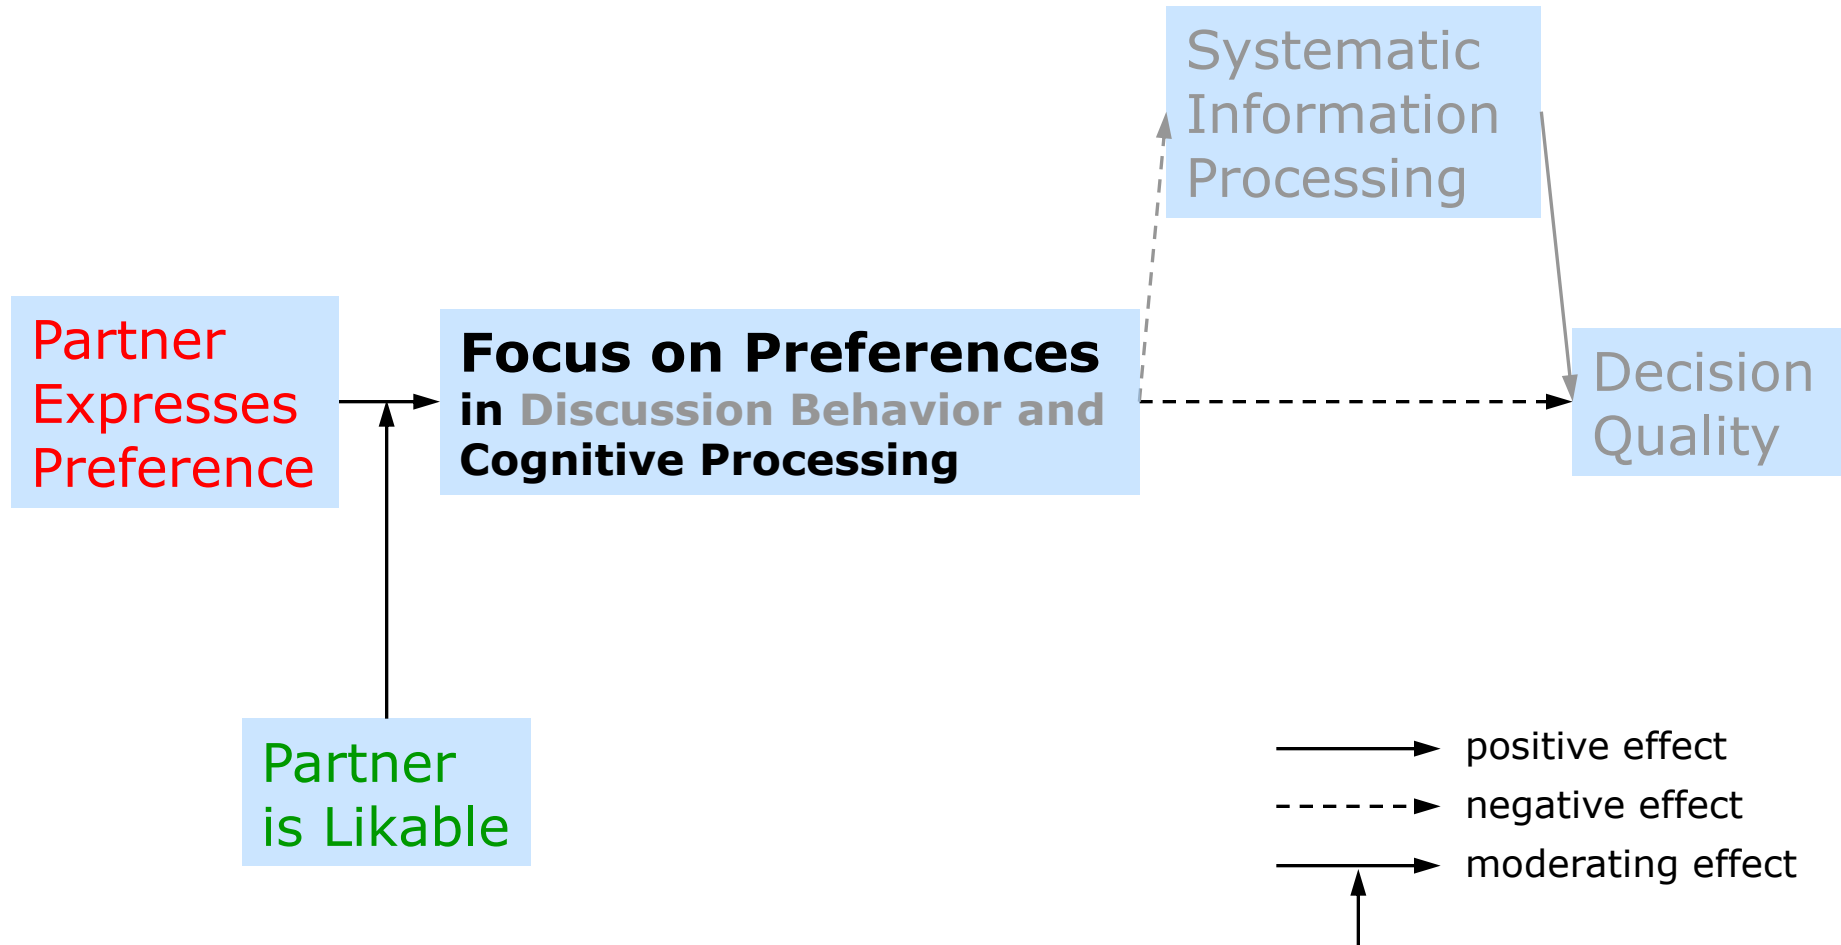 Systematic
Information
Processing
Partner
Expresses
Preference
Focus on Preferences
in Discussion Behavior and
Cognitive Processing
Decision
Quality
Partner
is Likable
positive effect
negative effect
moderating effect